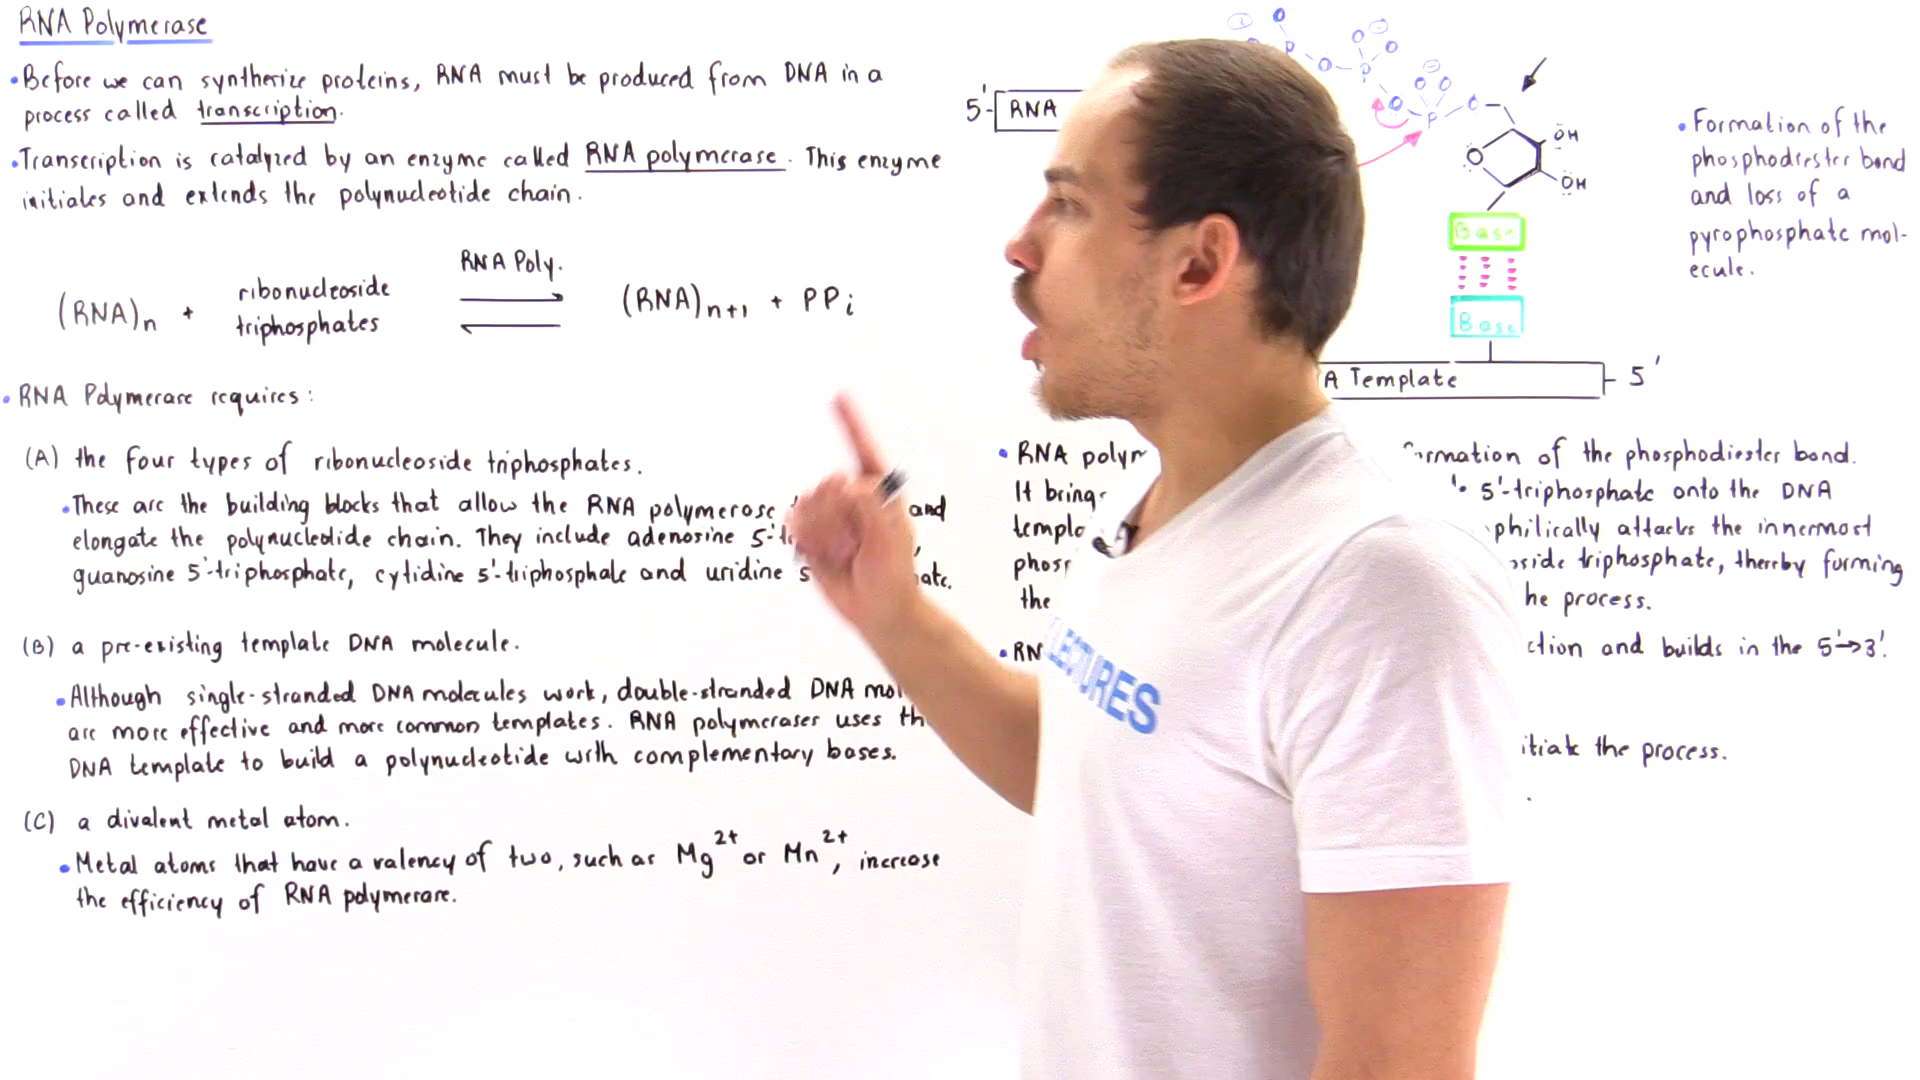 RNA Polymerase
•Before we can synthesize proteins, RNA must be produced from DNA in a
process called transcription.
•Transcription is catalyzed by an enzyme called RNA polymerase. This enzyme
initiates and extends the polynucleotide chain.
(RNA)n + ribonucleoside triphosphates RNA Poly. (RNA)n+1 + PPi
•RNA Polymerase requires:
(A) the four types of ribonucleoside triphosphates.
•These are the building blocks that allow the RNA polymerase and
elongate the polynucleotide chain. They include adenosine 5'-
guanosine 5'-triphosphate, cytidine 5'-triphosphate and uridine 5
(B) a pre-existing template DNA molecule.
•Although single-stranded DNA molecules work, double-stranded DNA
are more effective and more common templates. RNA polymerases uses
DNA template to build a polynucleotide with complementary bases.
(C) a divalent metal atom.
•Metal atoms that have a valency of two, such as Mg2+ or Mn2+, increase
the efficiency of RNA polymerase.
5'- RNA
O P O O P O O O P O
O OH
OH
Base
Base
A Template 5'
•Formation of the
phosphodiester bond
and loss of a
pyrophosphate mol-
ecule.
•RNA formation of the phosphodiester bond.
It 5'-triphosphate onto the DNA
attacks the innermost
triphosphate, thereby forming
the the process.
• and builds in the 5'→3'.
the process.
LECTURES